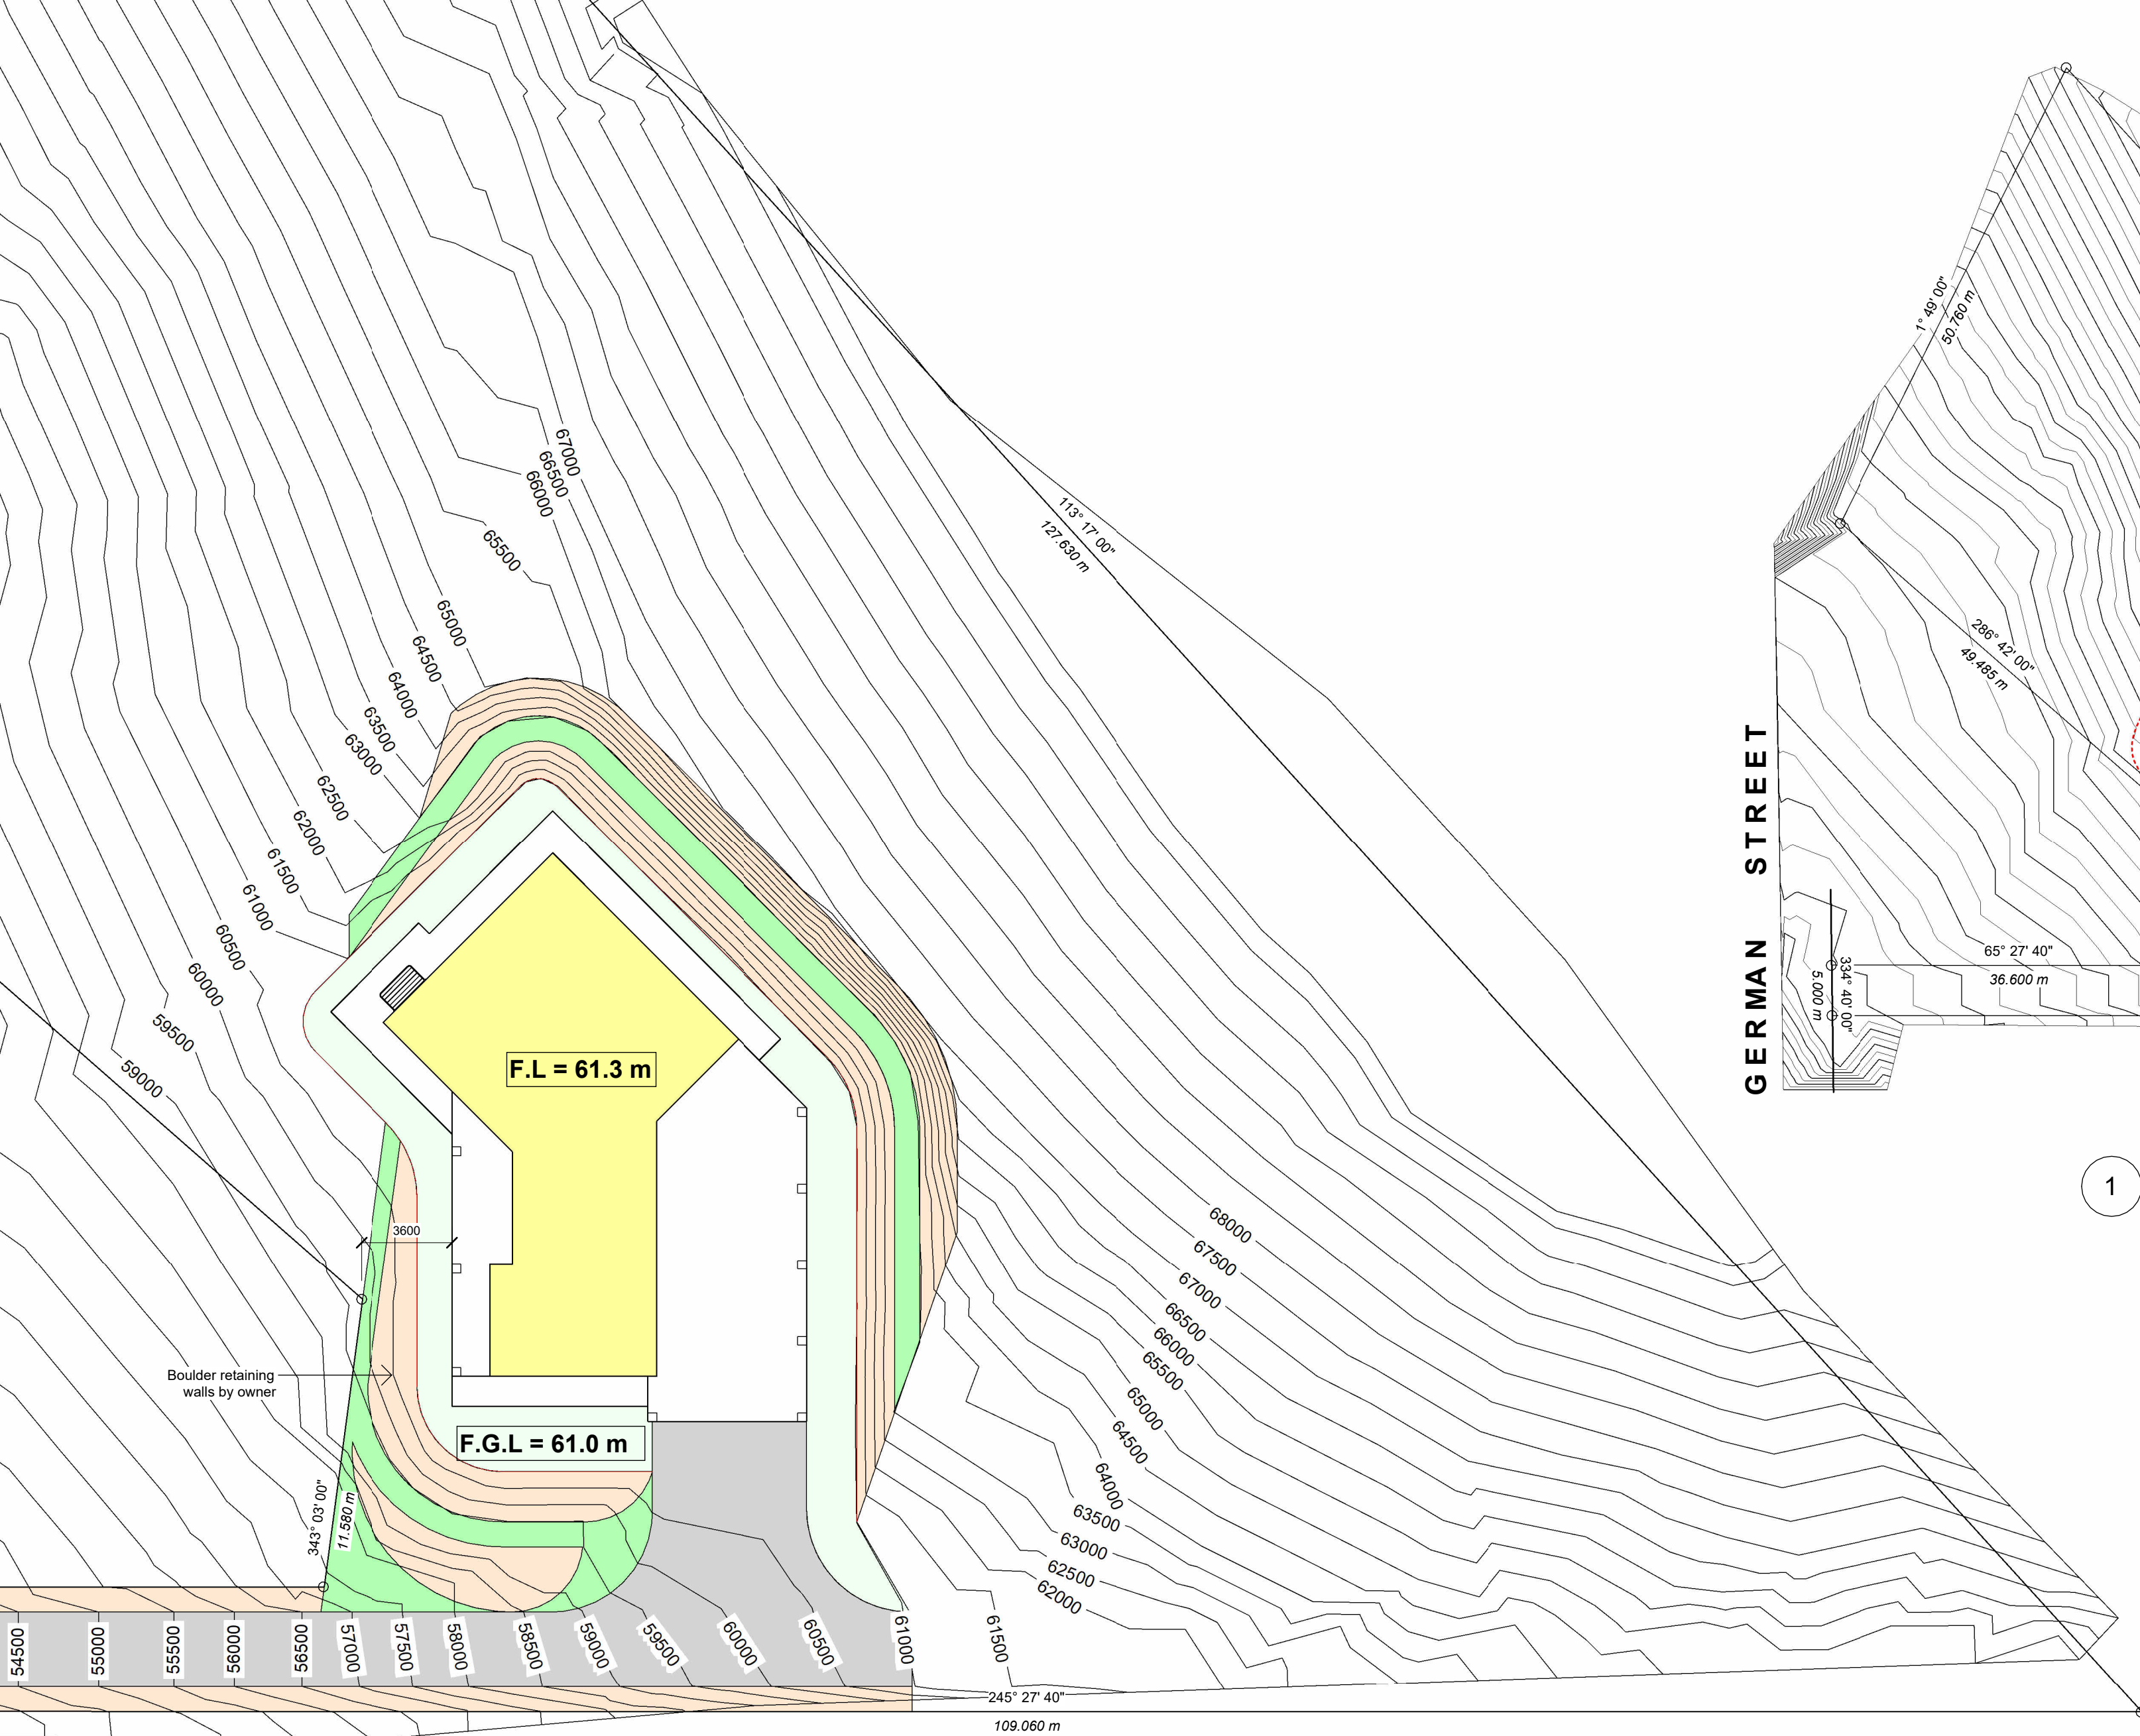 1° 49' 00"
50.760 m
67000
66500
66000
65500
113° 17' 00"
127.630 m
65000
64500
64000
63500
63000
62500
62000
61500
61000
60500
60000
59500
59000
286° 42' 00"
49.485 m
GERMAN STREET
65° 27' 40"
36.600 m
334° 40' 00"
5.000 m
1
F.L = 61.3 m
3600
Boulder retaining
walls by owner
F.G.L = 61.0 m
68000
67500
67000
66500
66000
65500
65000
64500
64000
63500
63000
62500
62000
61500
343° 03' 00"
11.580 m
54500
55000
55500
56000
56500
57000
57500
58000
58500
59000
59500
60000
60500
61000
245° 27' 40"
109.060 m